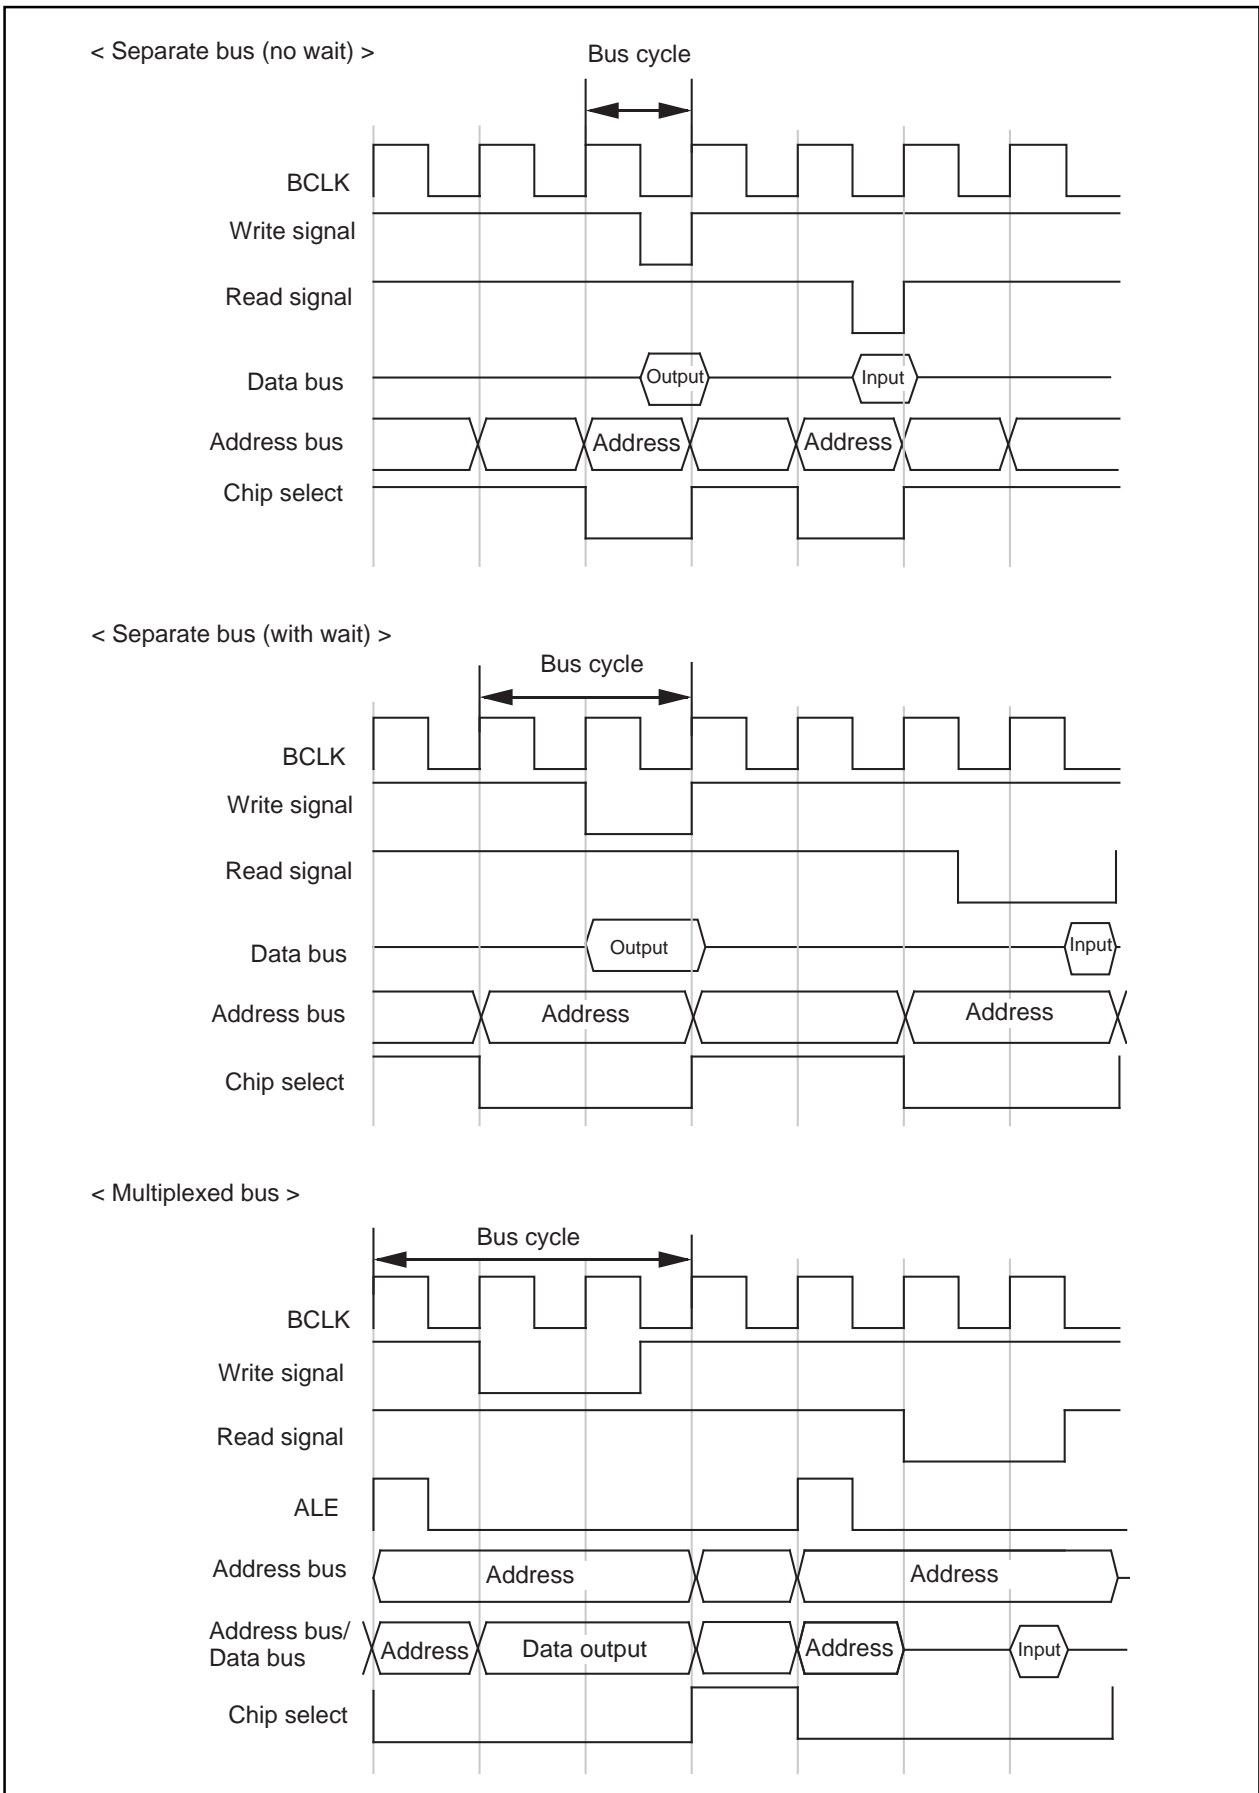 < Separate bus (no wait) >
Bus cycle
BCLK
Write signal
Read signal
Data bus
Output
Input
Address bus
Address
Address
Chip select
< Separate bus (with wait) >
Bus cycle
BCLK
Write signal
Read signal
Data bus
Output
Input
Address bus
Address
Address
Chip select
< Multiplexed bus >
Bus cycle
BCLK
Write signal
Read signal
ALE
Address bus
Address
Address
Address bus/
Data bus
Address
Data output
Address
Input
Chip select